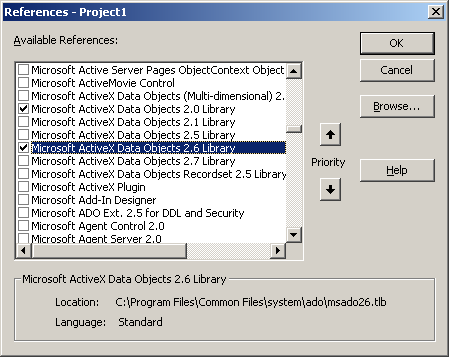 References - Project1
Available References:
Microsoft Active Server Pages ObjectContext Object
Microsoft ActiveMovie Control
Microsoft ActiveX Data Objects (Multi-dimensional) 2.
Microsoft ActiveX Data Objects 2.0 Library
Microsoft ActiveX Data Objects 2.1 Library
Microsoft ActiveX Data Objects 2.5 Library
Microsoft ActiveX Data Objects 2.6 Library
Microsoft ActiveX Data Objects 2.7 Library
Microsoft ActiveX Data Objects Recordset 2.5 Library
Microsoft ActiveX Plugin
Microsoft Add-In Designer
Microsoft ADO Ext. 2.5 for DDL and Security
Microsoft Agent Control 2.0
Microsoft Agent Server 2.0
Priority
OK
Cancel
Browse...
Help
Microsoft ActiveX Data Objects 2.6 Library
Location: C:\Program Files\Common Files\system\ado\msado26.tlb
Language: Standard